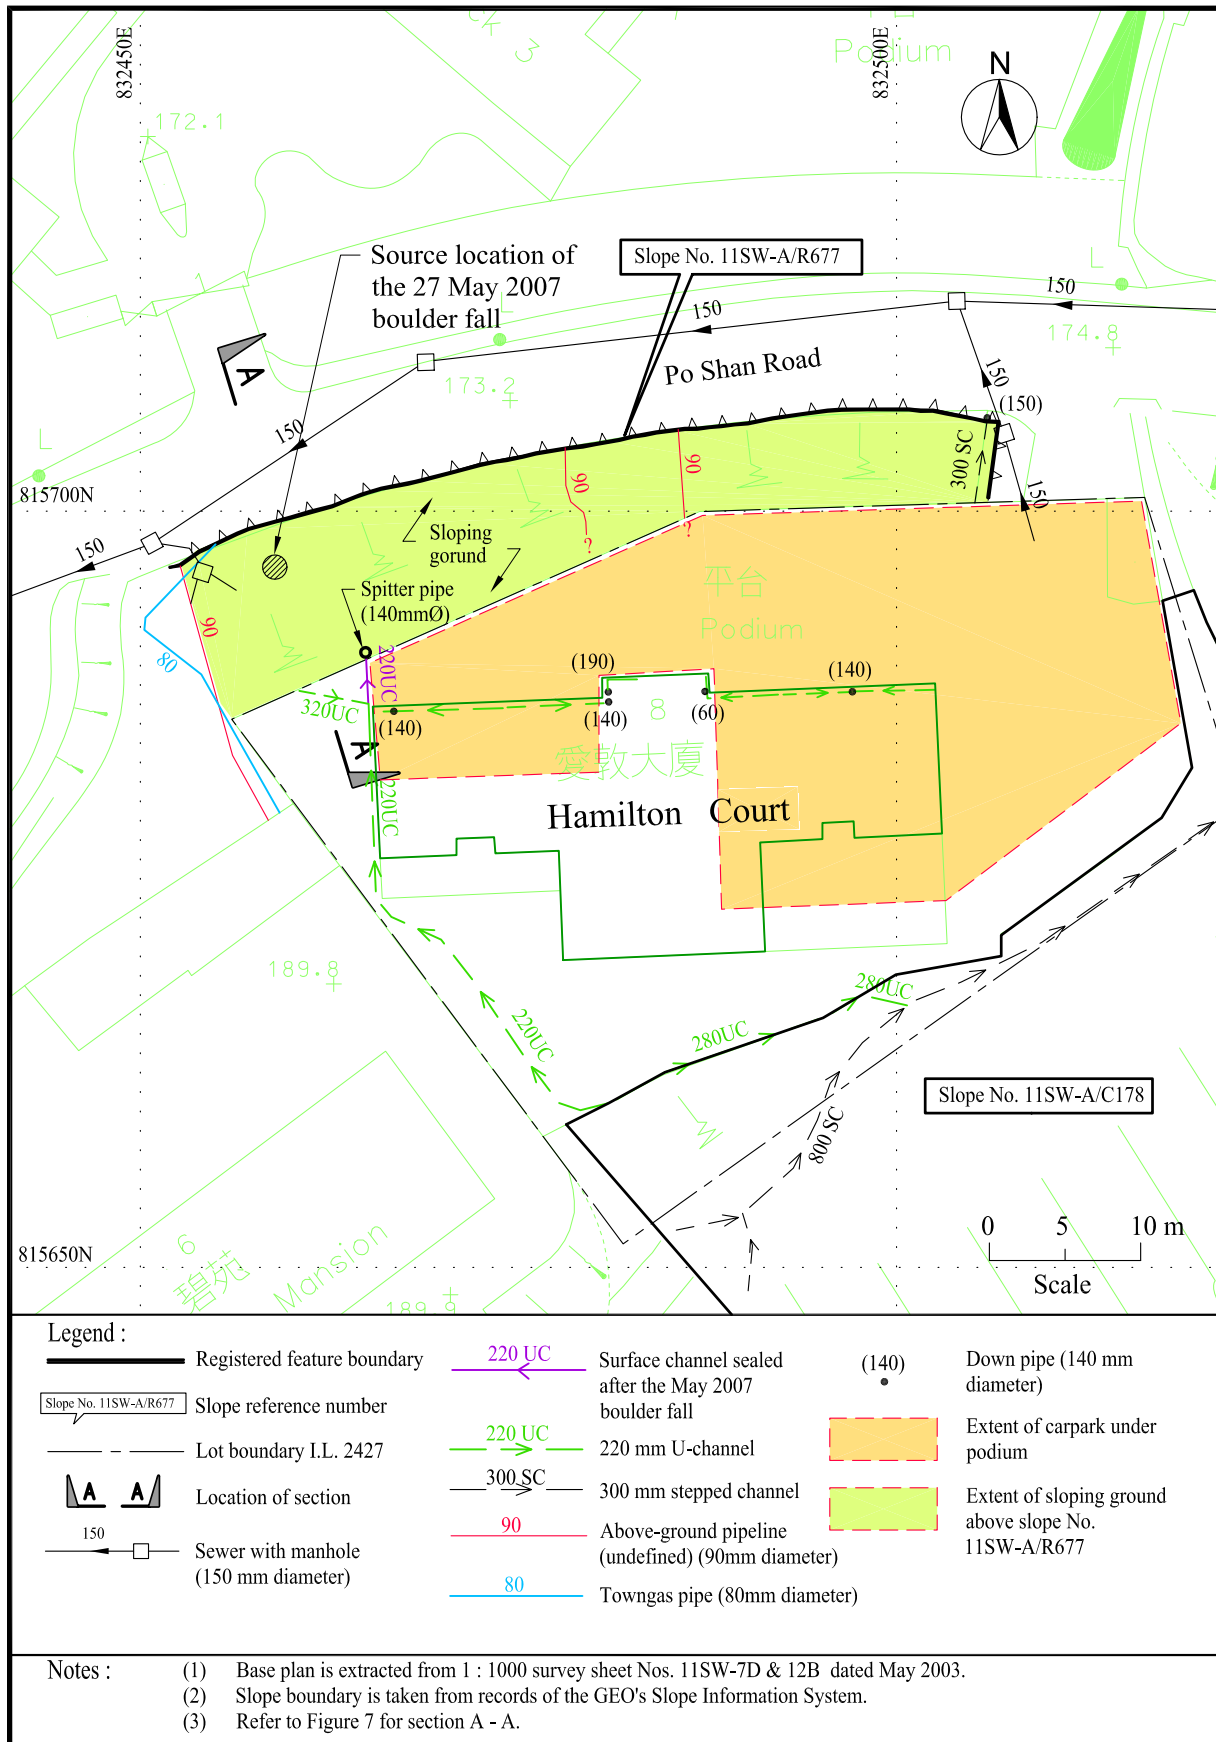 ck 3
平台
Podium
832450E
832500E
N
172.1
Source location of
the 27 May 2007
boulder fall
Slope No. 11SW-A/R677
L
L
150
150
174.8
A
Po Shan Road
173.2
150
(150)
150
L
90
90
300 SC
815700N
150
Sloping
gorund
?
?
150
平台
Podium
Spitter pipe
(140mmØ)
90
80
220UC
(190)
(140)
320UC
(140)
(140)
8
(60)
A
愛敦大廈
220UC
Hamilton Court
189.8
280UC
220UC
280UC
Slope No. 11SW-A/C178
800 SC
0 5 10 m
Scale
815650N
6
碧苑
Mansion
189.9
Legend :
Registered feature boundary
Slope No. 11SW-A/R677
Slope reference number
Lot boundary I.L. 2427
A A
Location of section
150
Sewer with manhole
(150 mm diameter)
220 UC
Surface channel sealed
after the May 2007
boulder fall
220 UC
220 mm U-channel
300 SC
300 mm stepped channel
90
Above-ground pipeline
(undefined) (90mm diameter)
80
Towngas pipe (80mm diameter)
(140)
Down pipe (140 mm
diameter)
Extent of carpark under
podium
Extent of sloping ground
above slope No.
11SW-A/R677
Notes :
(1) Base plan is extracted from 1 : 1000 survey sheet Nos. 11SW-7D & 12B dated May 2003.
(2) Slope boundary is taken from records of the GEO's Slope Information System.
(3) Refer to Figure 7 for section A - A.